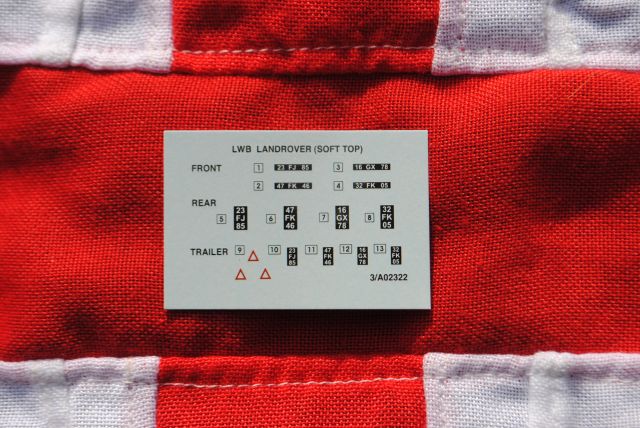 LWB LANDROVER (SOFT TOP)
FRONT 1 23 FJ 85 3 16 GX 78
2 47 FK 46 4 32 FK 05
REAR
5 23 FJ 85 6 47 FK 46 7 16 GX 78 8 32 FK 05
TRAILER 9 10 23 FJ 85 11 47 FK 46 12 16 GX 78 13 32 FK 05
3/A02322